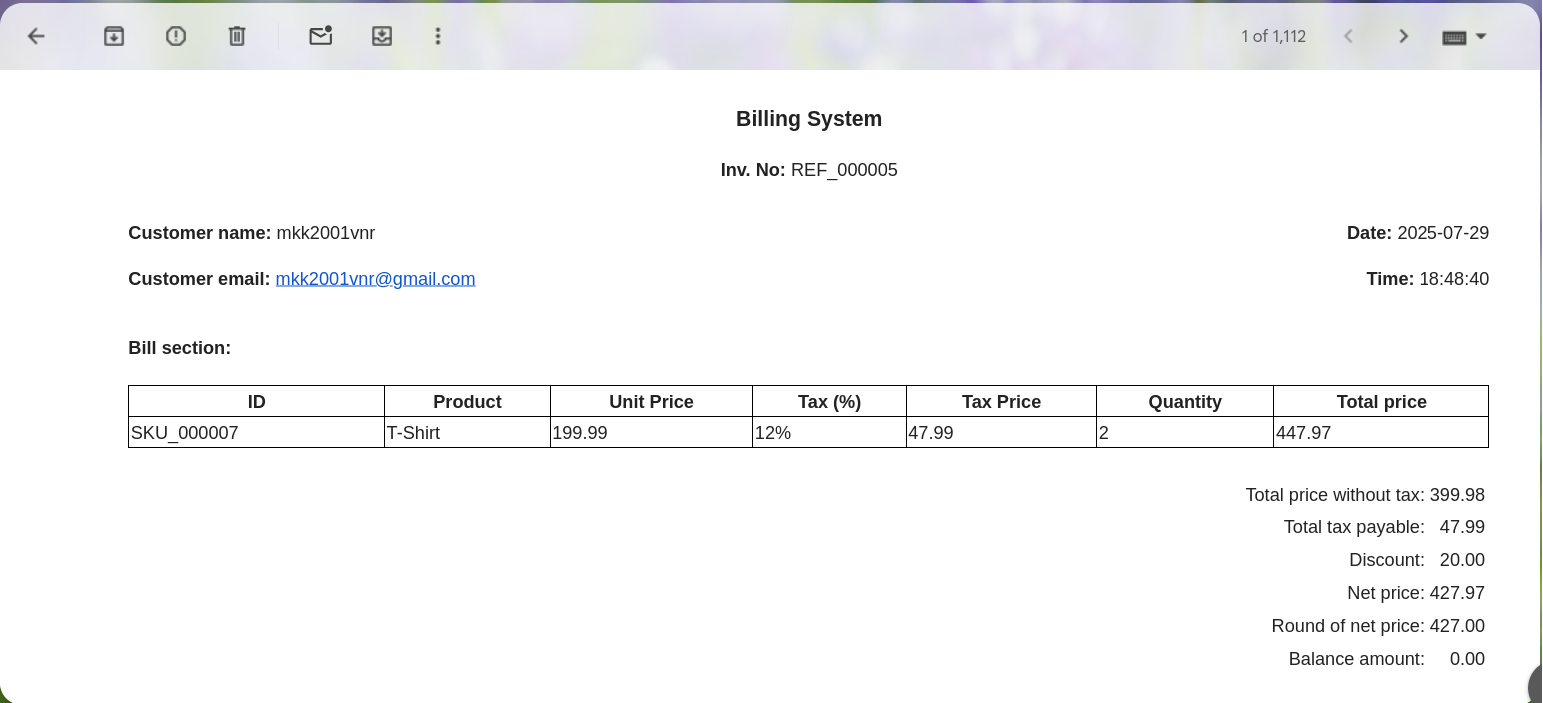 1 of 1,112
Billing System
Inv. No: REF_000005
Customer name: mkk2001vnr
Date: 2025-07-29
Customer email: mkk2001vnr@gmail.com
Time: 18:48:40
Bill section:
ID Product Unit Price Tax (%) Tax Price Quantity Total price
SKU_000007 T-Shirt 199.99 12% 47.99 2 447.97
Total price without tax: 399.98
Total tax payable: 47.99
Discount: 20.00
Net price: 427.97
Round of net price: 427.00
Balance amount: 0.00